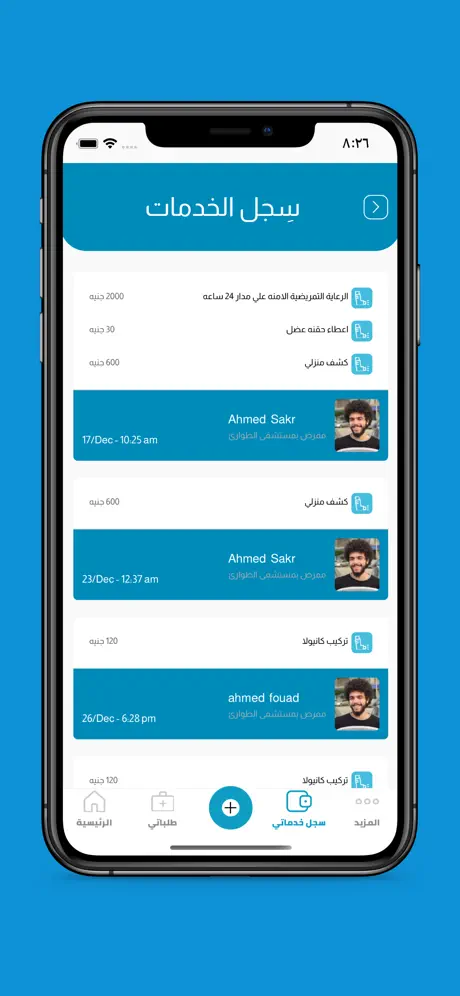 ٨:٢٦
سِجل الخدمات
الرعاية التمريضية الامنه علي مدار 24 ساعه
2000 جنيه
اعطاء حقنه عضل
30 جنيه
كشف منزلي
600 جنيه
Ahmed Sakr
ممرض بمستشفى الطوارئ
17/Dec - 10:25 am
كشف منزلي
600 جنيه
Ahmed Sakr
ممرض بمستشفى الطوارئ
23/Dec - 12:37 am
تركيب كانيولا
120 جنيه
ahmed fouad
ممرض بمستشفى الطوارئ
26/Dec - 6:28 pm
تركيب كانيولا
120 جنيه
المزيد
سجل خدماتي
طلباتي
الرئيسية